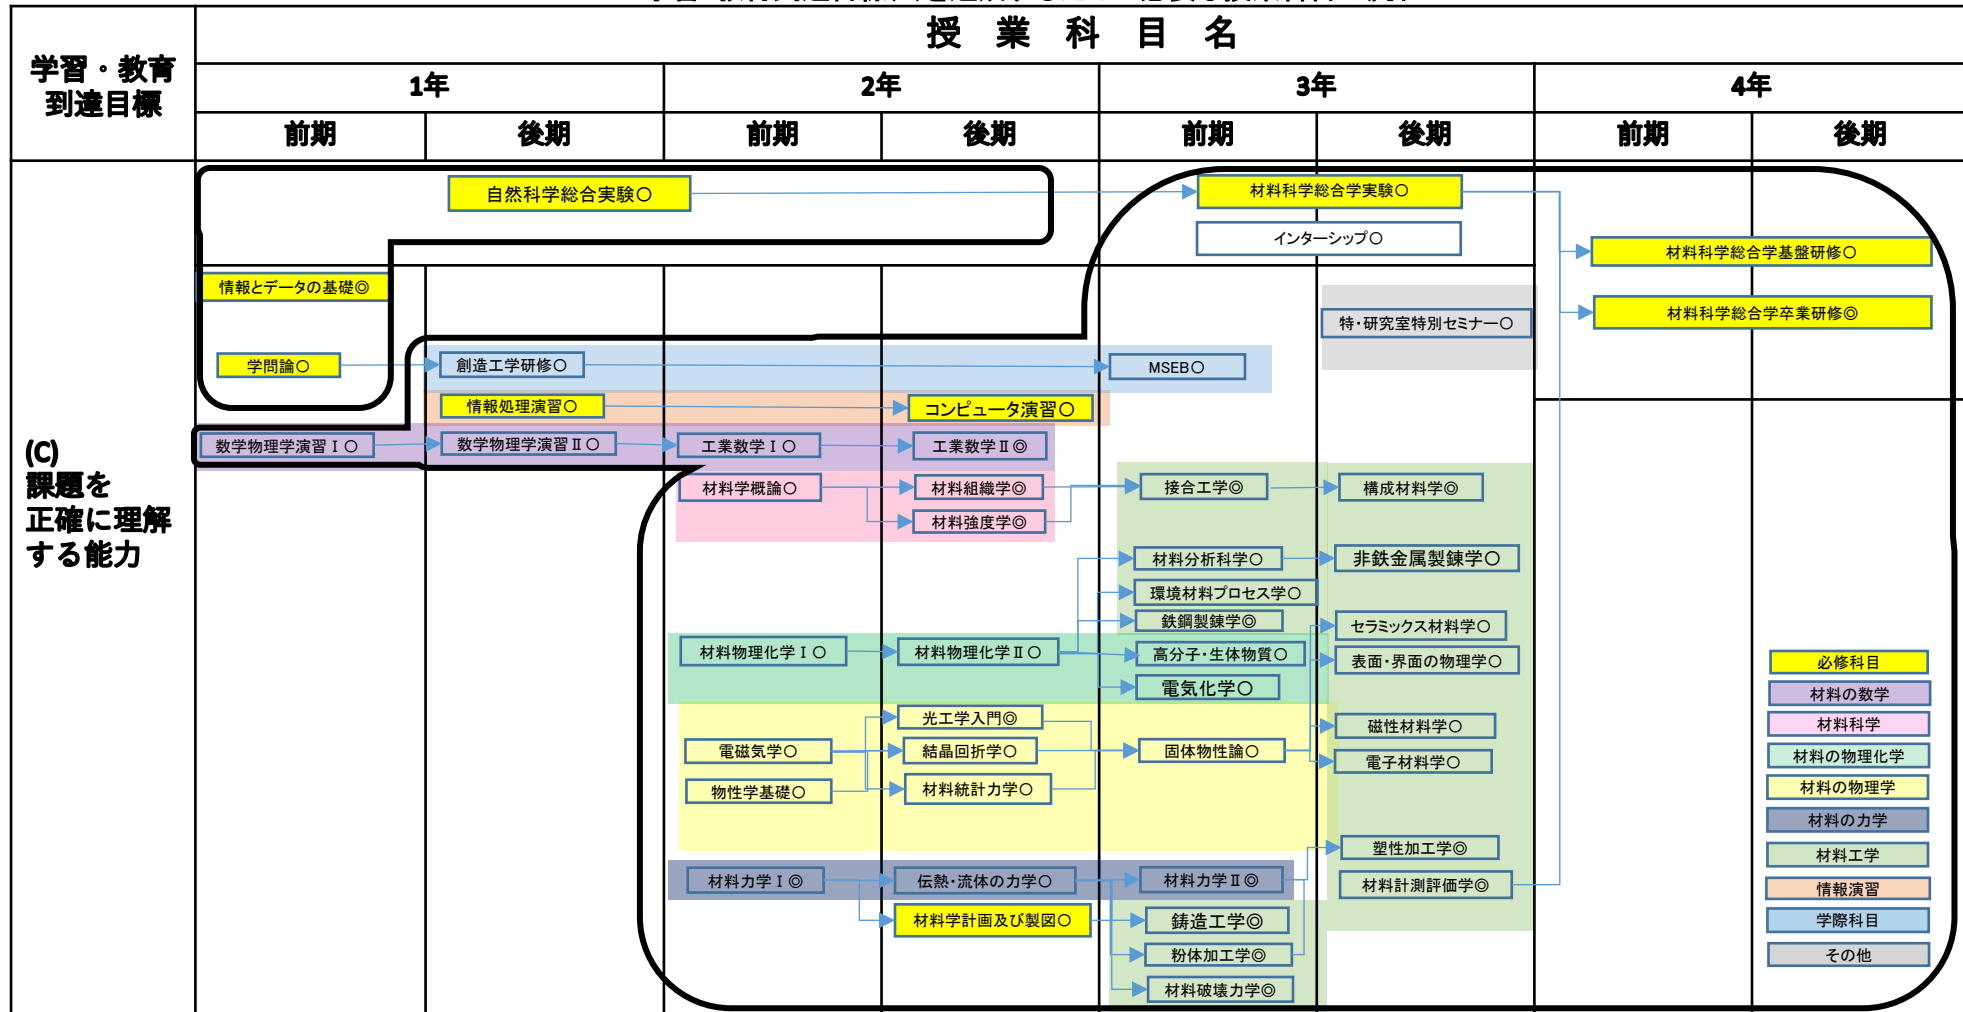 授 業 科 目 名
学習・教育
到達目標
1年
2年
3年
4年
前期
後期
前期
後期
前期
後期
前期
後期
(C)
課題を
正確に理解
する能力
自然科学総合実験○
材料科学総合学実験○
インターシップ○
材料科学総合学基盤研修○
情報とデータの基礎◎
特・研究室特別セミナー○
材料科学総合学卒業研修◎
学問論○
創造工学研修○
MSEB○
情報処理演習○
コンピュータ演習○
数学物理学演習Ⅰ○
数学物理学演習Ⅱ○
工業数学Ⅰ○
工業数学Ⅱ◎
材料学概論○
材料組織学◎
接合工学◎
構成材料学◎
材料強度学◎
材料分析科学○
非鉄金属製錬学○
環境材料プロセス学○
鉄鋼製錬学◎
セラミックス材料学○
材料物理化学Ⅰ○
材料物理化学Ⅱ○
高分子・生体物質○
表面・界面の物理学○
電気化学○
光工学入門◎
磁性材料学○
電磁気学○
結晶回折学○
固体物性論○
電子材料学○
物性学基礎○
材料統計力学○
塑性加工学◎
材料力学Ⅰ◎
伝熱・流体の力学○
材料力学Ⅱ◎
材料計測評価学◎
材料学計画及び製図○
鋳造工学◎
粉体加工学◎
材料破壊力学◎
必修科目
材料の数学
材料科学
材料の物理化学
材料の物理学
材料の力学
材料工学
情報演習
学際科目
その他